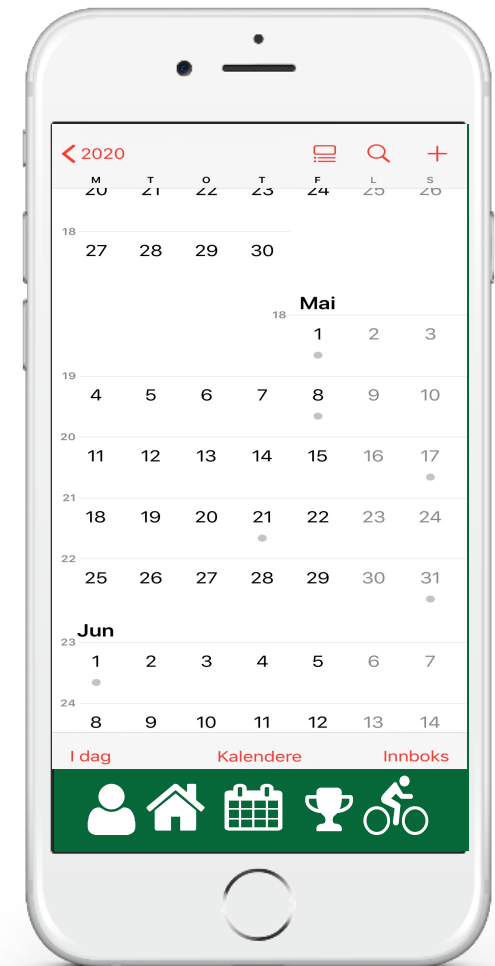 2020
M T O T F L S
20 21 22 23 24 25 26
18
27 28 29 30
Mai
18
1 2 3
19
4 5 6 7 8 9 10
20
11 12 13 14 15 16 17
21
18 19 20 21 22 23 24
22
25 26 27 28 29 30 31
Jun
23
1 2 3 4 5 6 7
24
8 9 10 11 12 13 14
I dag Kalendere Innboks